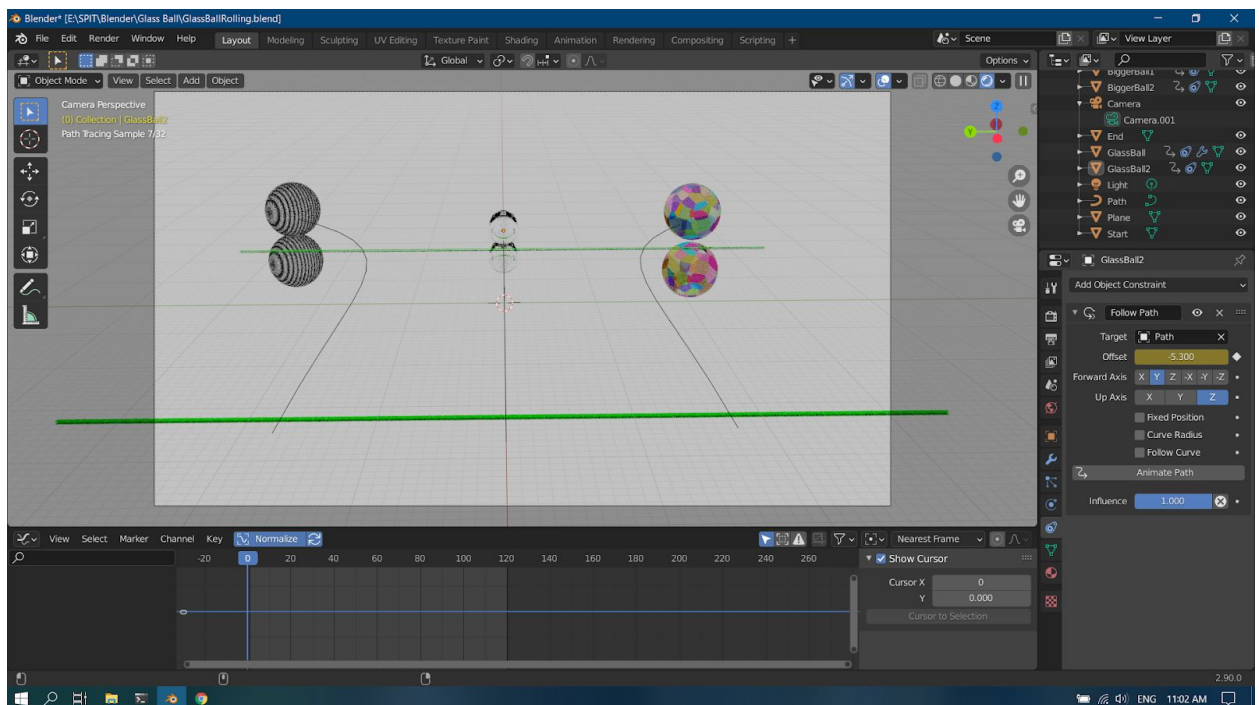 Blender* [E:\SPIT\Blender\Glass Ball\GlassBallRolling.blend]
File Edit Render Window Help Layout Modeling Sculpting UV Editing Texture Paint Shading Animation Rendering Compositing Scripting + Scene View Layer
Global Options
Object Mode View Select Add Object
Camera Perspective
(0) Collection | GlassBall2
Path Tracing Sample 7/32
Z
Y
BiggerBall1
BiggerBall2
Camera
Camera.001
End
GlassBall
GlassBall2
Light
Path
Plane
Start
GlassBall2
Add Object Constraint
Follow Path
Target Path
Offset -5.300
Forward Axis X Y Z -X -Y -Z
Up Axis X Y Z
Fixed Position
Curve Radius
Follow Curve
Animate Path
Influence 1.000
View Select Marker Channel Key Normalize Nearest Frame
-20 0 20 40 60 80 100 120 140 160 180 200 220 240 260
Show Cursor
Cursor X 0
Y 0.000
Cursor to Selection
2.90.0
ENG 11:02 AM